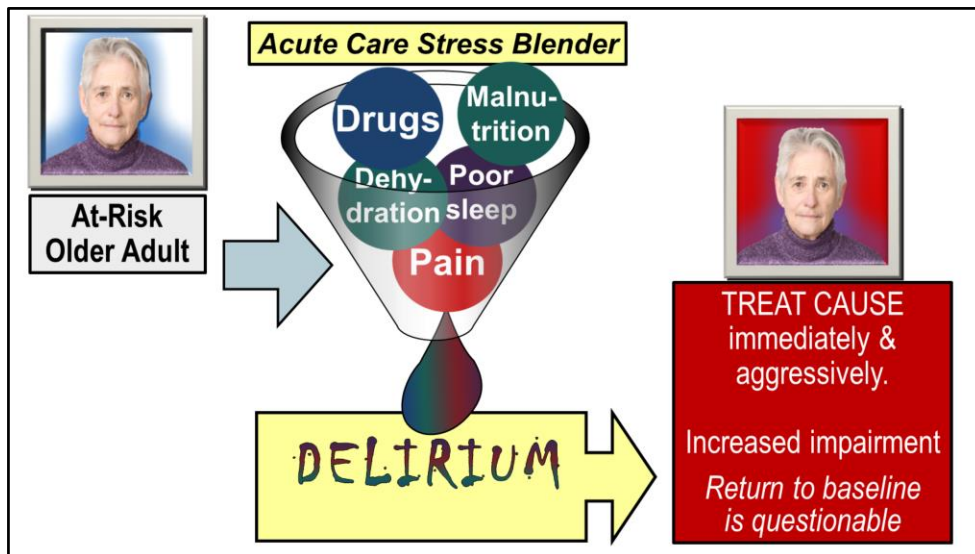 Acute Care Stress Blender
At-Risk
Older Adult
Drugs
Malnu-
trition
Dehy-
dration
Poor
sleep
Pain
DELIRIUM
TREAT CAUSE
immediately &
aggressively.
Increased impairment
Return to baseline
is questionable